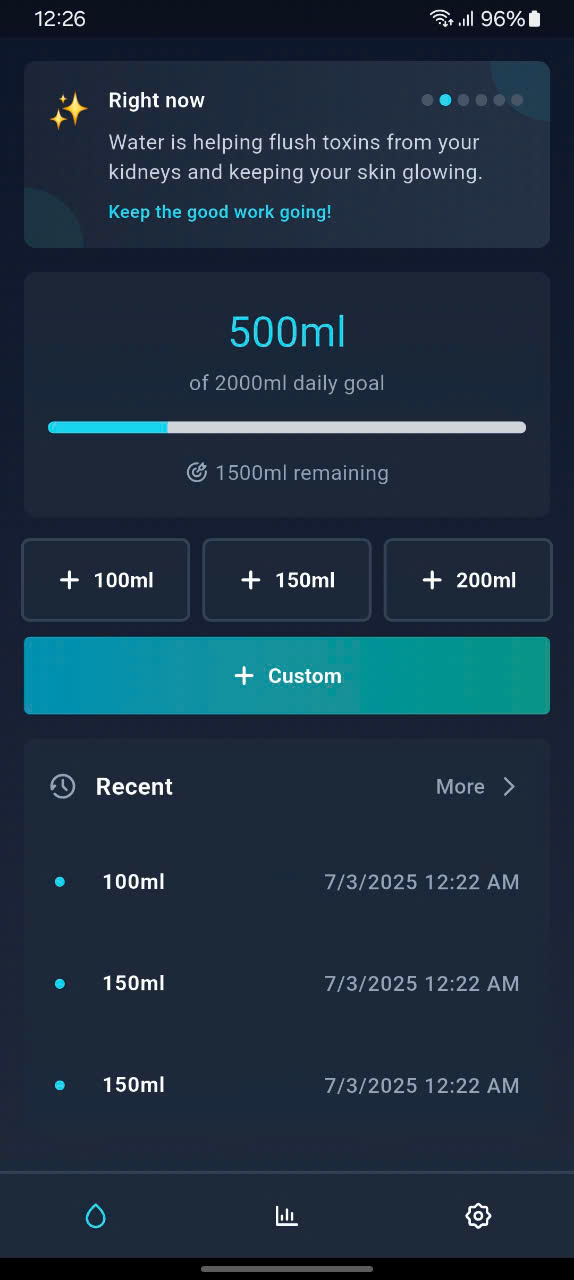 12:26 96%
Right now
Water is helping flush toxins from your
kidneys and keeping your skin glowing.
Keep the good work going!
500ml
of 2000ml daily goal
1500ml remaining
+ 100ml + 150ml + 200ml
+ Custom
Recent More
100ml 7/3/2025 12:22 AM
150ml 7/3/2025 12:22 AM
150ml 7/3/2025 12:22 AM